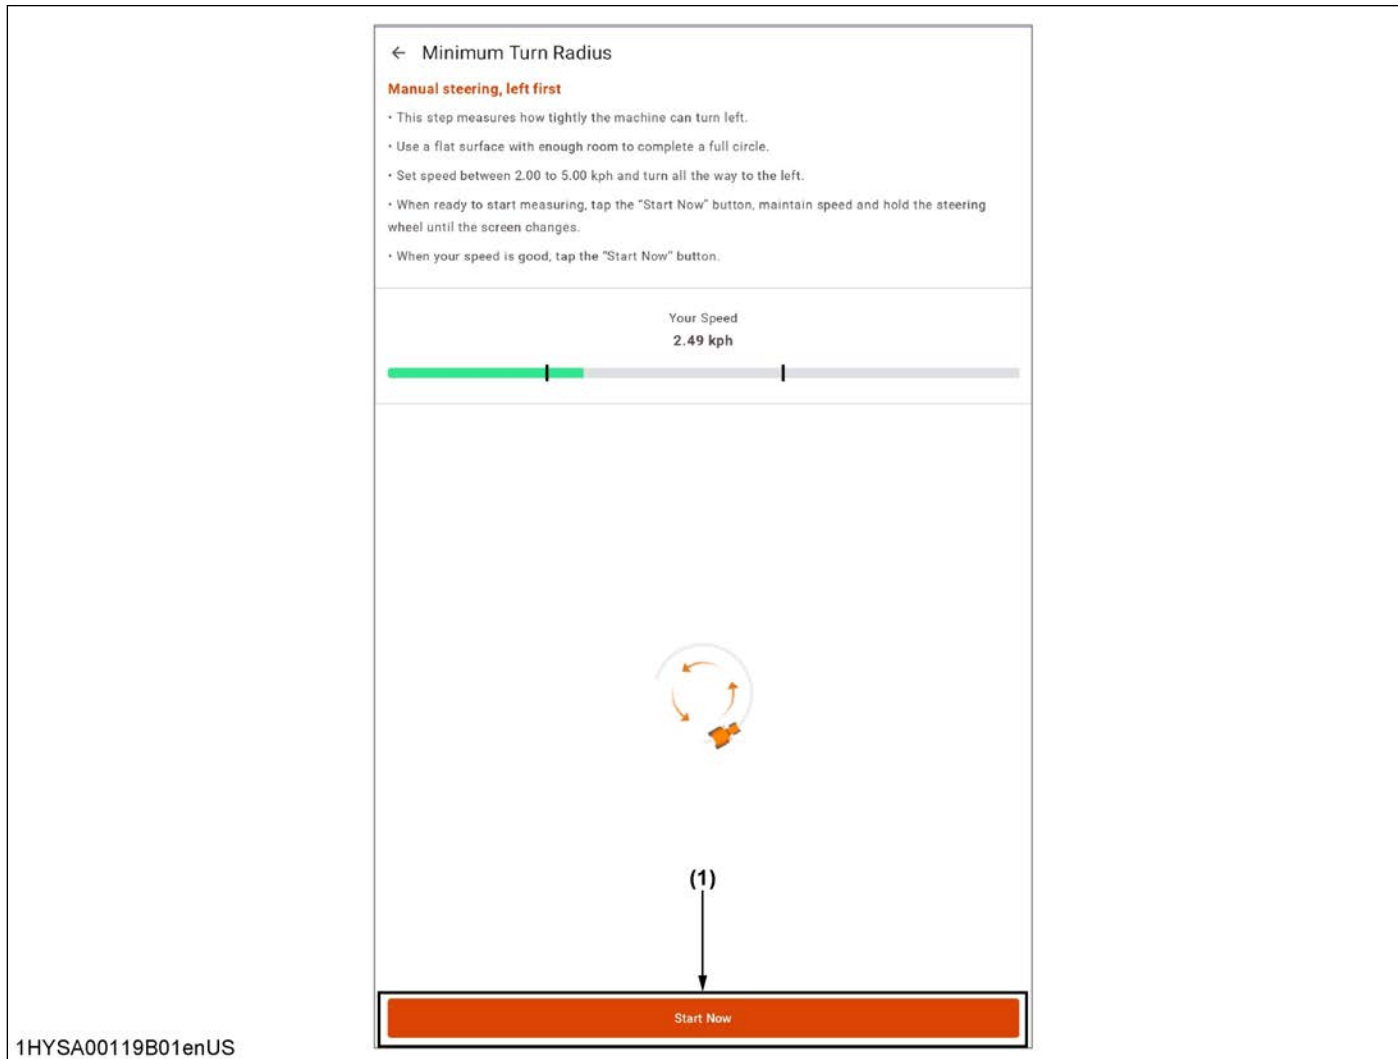 ← Minimum Turn Radius
Manual steering, left first
• This step measures how tightly the machine can turn left.
• Use a flat surface with enough room to complete a full circle.
• Set speed between 2.00 to 5.00 kph and turn all the way to the left.
• When ready to start measuring, tap the "Start Now" button, maintain speed and hold the steering
wheel until the screen changes.
• When your speed is good, tap the "Start Now" button.
Your Speed
2.49 kph
(1)
Start Now
1HYSA00119B01enUS